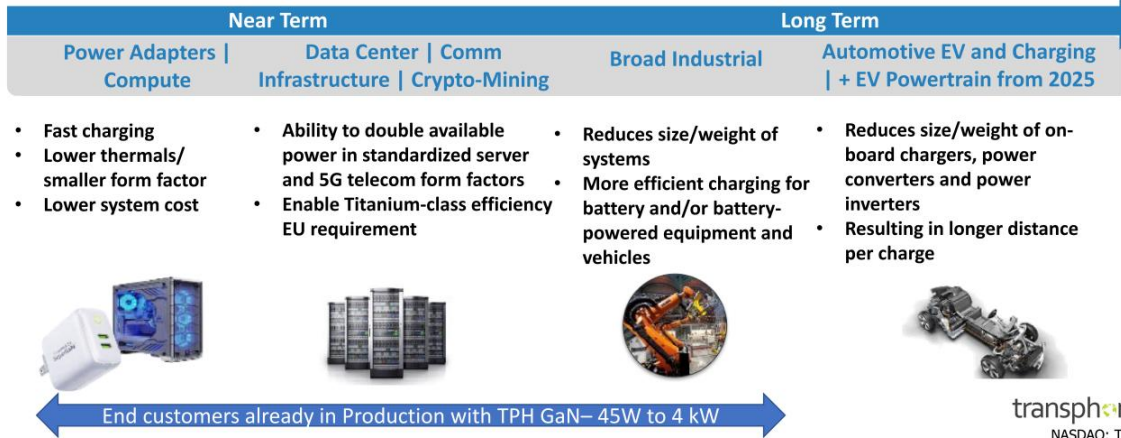 Near Term
Long Term
Power Adapters |
Compute
Data Center | Comm
Infrastructure | Crypto-Mining
Broad Industrial
Automotive EV and Charging
| + EV Powertrain from 2025
• Fast charging
• Lower thermals/
smaller form factor
• Lower system cost
• Ability to double available
power in standardized server
and 5G telecom form factors
• Enable Titanium-class efficiency
EU requirement
• Reduces size/weight of
systems
• More efficient charging for
battery and/or battery-
powered equipment and
vehicles
• Reduces size/weight of on-
board chargers, power
converters and power
inverters
• Resulting in longer distance
per charge
End customers already in Production with TPH GaN– 45W to 4 kW
NASDAQ: